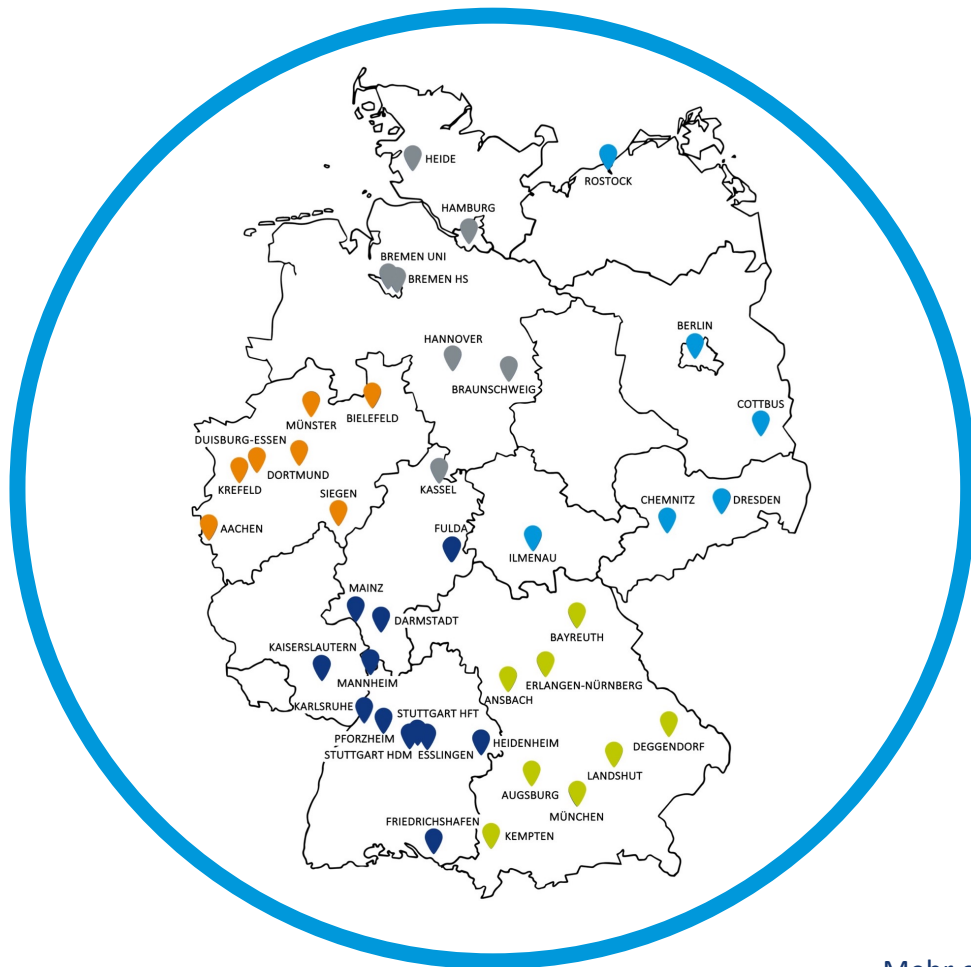 HEIDE
ROSTOCK
HAMBURG
BREMEN UNI
BREMEN HS
BERLIN
HANNOVER
BRAUNSCHWEIG
COTTBUS
BIELEFELD
MÜNSTER
DUISBURG-ESSEN
DORTMUND
KREFELD
KASSEL
SIEGEN
CHEMNITZ
DRESDEN
AACHEN
FULDA
ILMENAU
MAINZ
DARMSTADT
BAYREUTH
KAISERSLAUTERN
MANNHEIM
ERLANGEN-NÜRNBERG
ANSBACH
KARLSRUHE
STUTTGART HFT
PFORZHEIM
HEIDENHEIM
DEGGENDORF
STUTTGART HDM
ESSLINGEN
LANDSHUT
AUGSBURG
MÜNCHEN
FRIEDRICHSHAFEN
KEMPTEN
Mehr